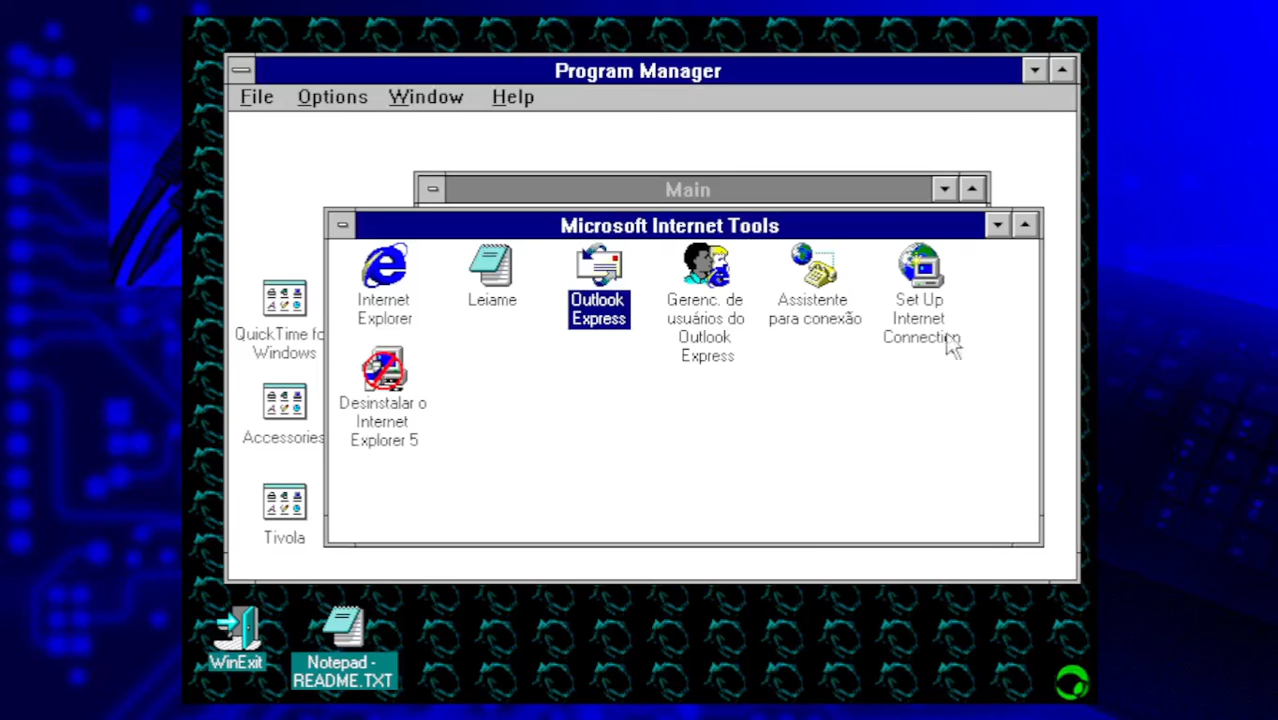 Program Manager
File Options Window Help
Main
Microsoft Internet Tools
Internet
Explorer
Leiame
Outlook
Express
Gerenc. de
usuários do
Outlook
Express
Assistente
para conexão
Set Up
Internet
Connection
Desinstalar o
Internet
Explorer 5
QuickTime fo
Windows
Accessories
Tivola
WinExit
Notepad -
README.TXT